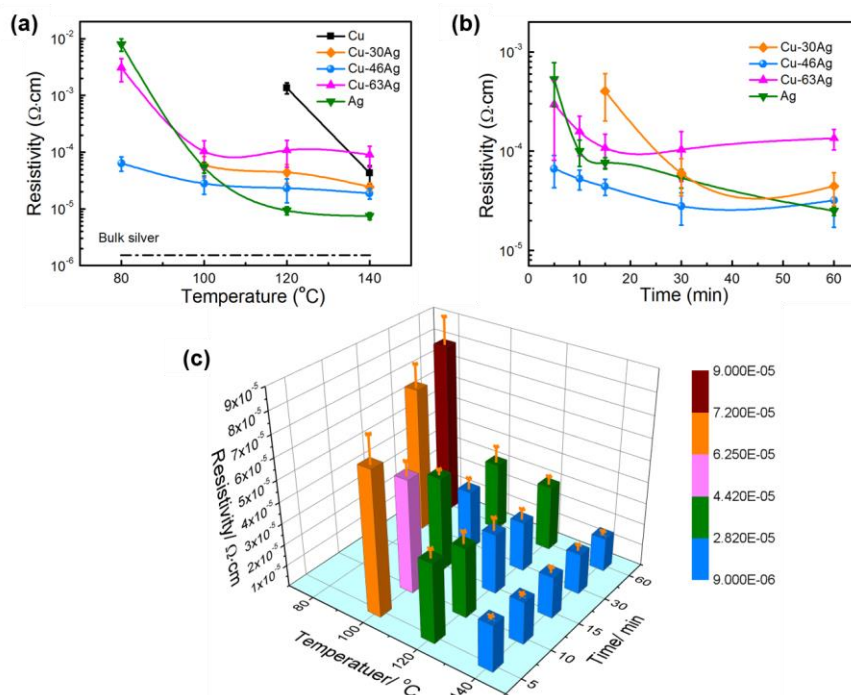 (a)
Resistivity (Ω·cm)
10⁻²
10⁻³
10⁻⁴
10⁻⁵
10⁻⁶
Cu
Cu-30Ag
Cu-46Ag
Cu-63Ag
Ag
Bulk silver
80 100 120 140
Temperature (°C)
(b)
Resistivity (Ω·cm)
10⁻³
10⁻⁴
10⁻⁵
Cu-30Ag
Cu-46Ag
Cu-63Ag
Ag
0 10 20 30 40 50 60
Time (min)
(c)
Resistivity/ Ω·cm
9x10⁻⁵
8x10⁻⁵
7x10⁻⁵
6x10⁻⁵
5x10⁻⁵
4x10⁻⁵
3x10⁻⁵
2x10⁻⁵
1x10⁻⁵
80
100
120
140
Temperatuer/ °C
5
10
15
30
60
Time/ min
9.000E-05
7.200E-05
6.250E-05
4.420E-05
2.820E-05
9.000E-06